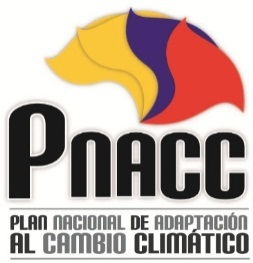 PNACC
PLAN NACIONAL DE ADAPTACIÓN
AL CAMBIO CLIMÁTICO